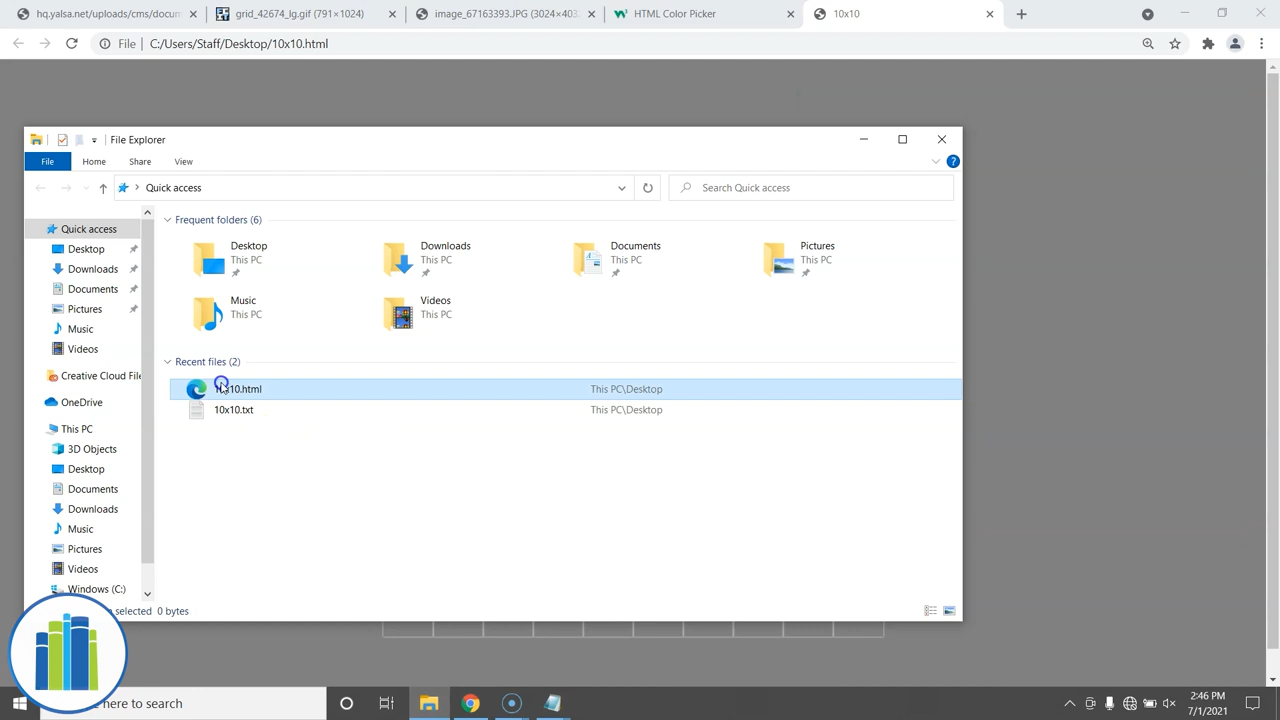 hq.yalsa.net/uploads/cms/docum
grid_42674_lg.gif (791×1024)
image_67163393.JPG (3024×403
HTML Color Picker
10x10
File
C:/Users/Staff/Desktop/10x10.html
File Explorer
File Home Share View
Quick access
Search Quick access
Quick access
Desktop
Downloads
Documents
Pictures
Music
Videos
Creative Cloud File
OneDrive
This PC
3D Objects
Desktop
Documents
Downloads
Music
Pictures
Videos
Windows (C:)
Frequent folders (6)
Desktop
This PC
Downloads
This PC
Documents
This PC
Pictures
This PC
Music
This PC
Videos
This PC
Recent files (2)
10x10.html This PC\Desktop
10x10.txt This PC\Desktop
selected 0 bytes
here to search
2:46 PM
7/1/2021